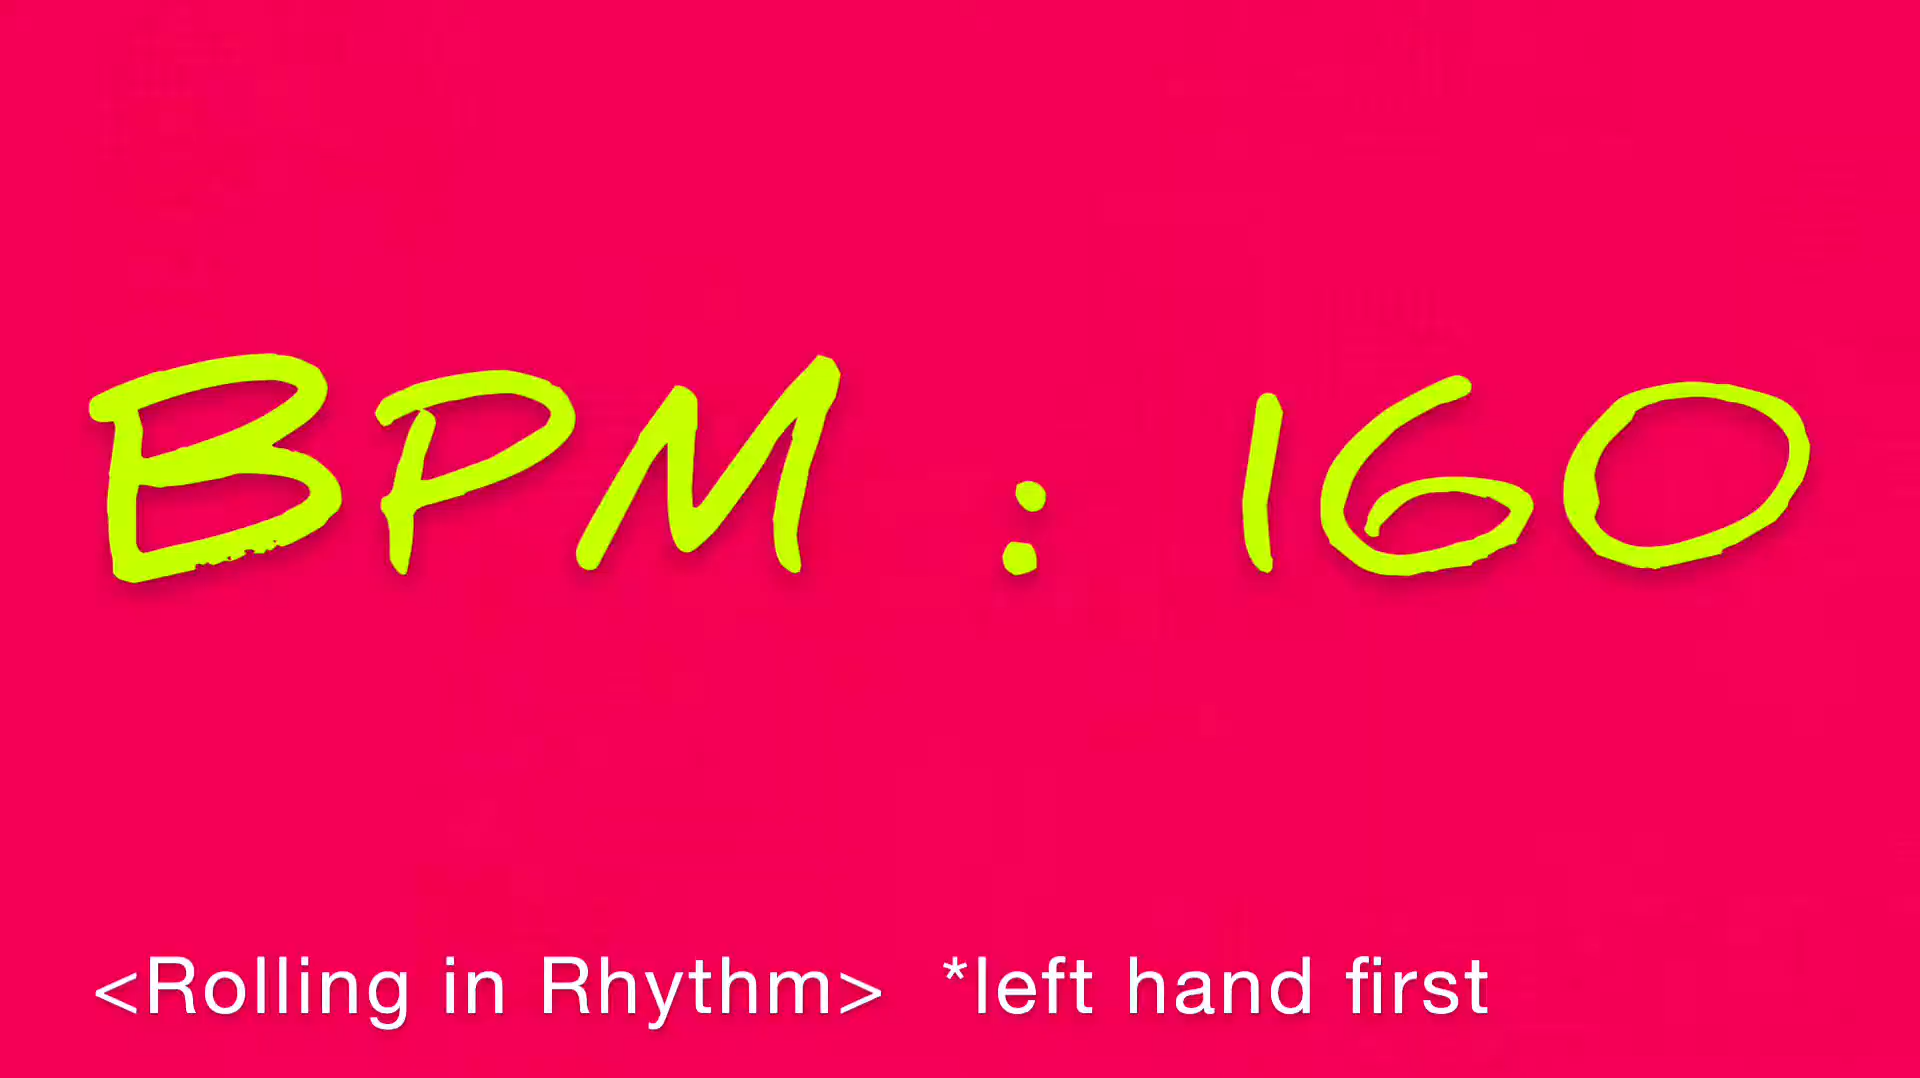 BPM : 160
<Rolling in Rhythm> *left hand first